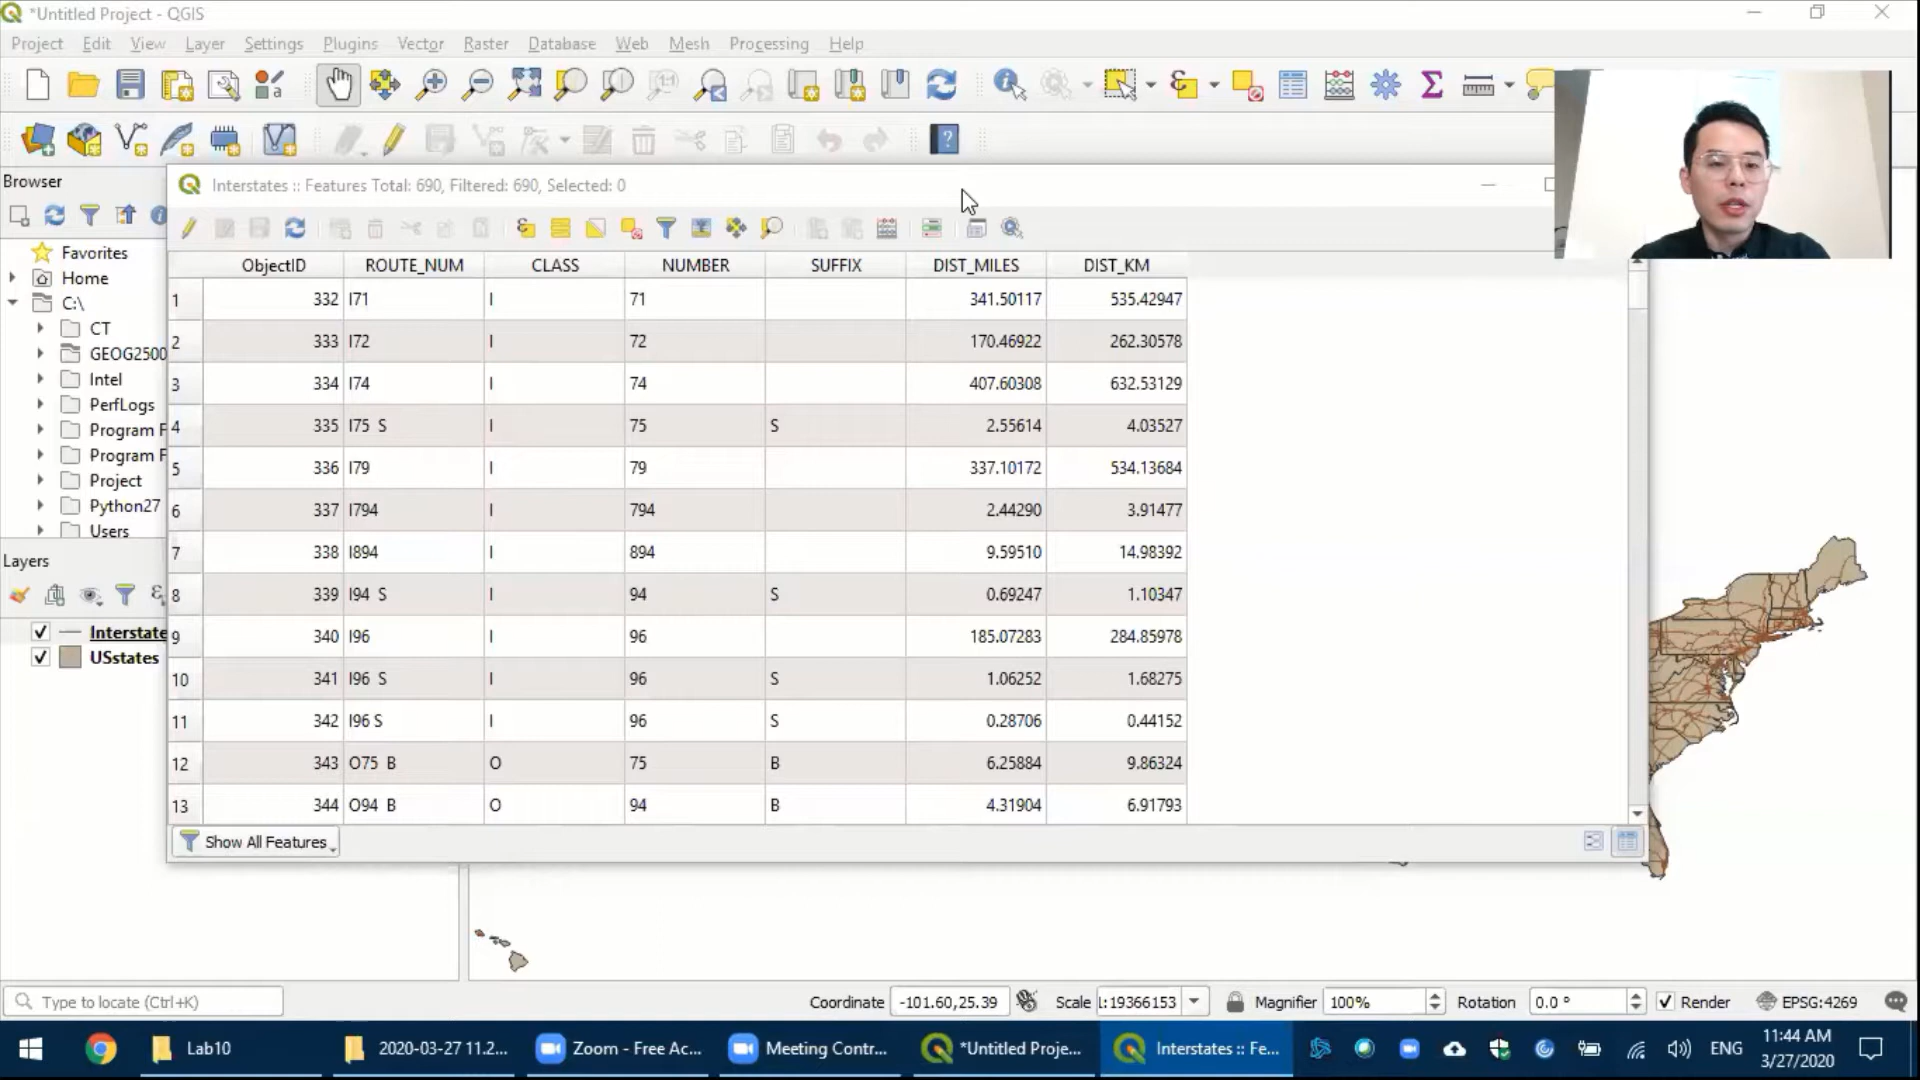 *Untitled Project - QGIS
Project Edit View Layer Settings Plugins Vector Raster Database Web Mesh Processing Help
Browser
Favorites
Home
C:\
CT
GEOG2500
Intel
PerfLogs
Program F
Program F
Project
Python27
Users
Layers
Interstate
USstates
Interstates :: Features Total: 690, Filtered: 690, Selected: 0
ObjectID ROUTE_NUM CLASS NUMBER SUFFIX DIST_MILES DIST_KM
1 332 I71 I 71 341.50117 535.42947
2 333 I72 I 72 170.46922 262.30578
3 334 I74 I 74 407.60308 632.53129
4 335 I75 S I 75 S 2.55614 4.03527
5 336 I79 I 79 337.10172 534.13684
6 337 I794 I 794 2.44290 3.91477
7 338 I894 I 894 9.59510 14.98392
8 339 I94 S I 94 S 0.69247 1.10347
9 340 I96 I 96 185.07283 284.85978
10 341 I96 S I 96 S 1.06252 1.68275
11 342 I96 S I 96 S 0.28706 0.44152
12 343 O75 B O 75 B 6.25884 9.86324
13 344 O94 B O 94 B 4.31904 6.91793
Show All Features
Type to locate (Ctrl+K) Coordinate -101.60,25.39 Scale 1:19366153 Magnifier 100% Rotation 0.0 ° Render EPSG:4269
Lab10 2020-03-27 11.2... Zoom - Free Ac... Meeting Contr... *Untitled Proje... Interstates :: Fe... ENG 11:44 AM
3/27/2020